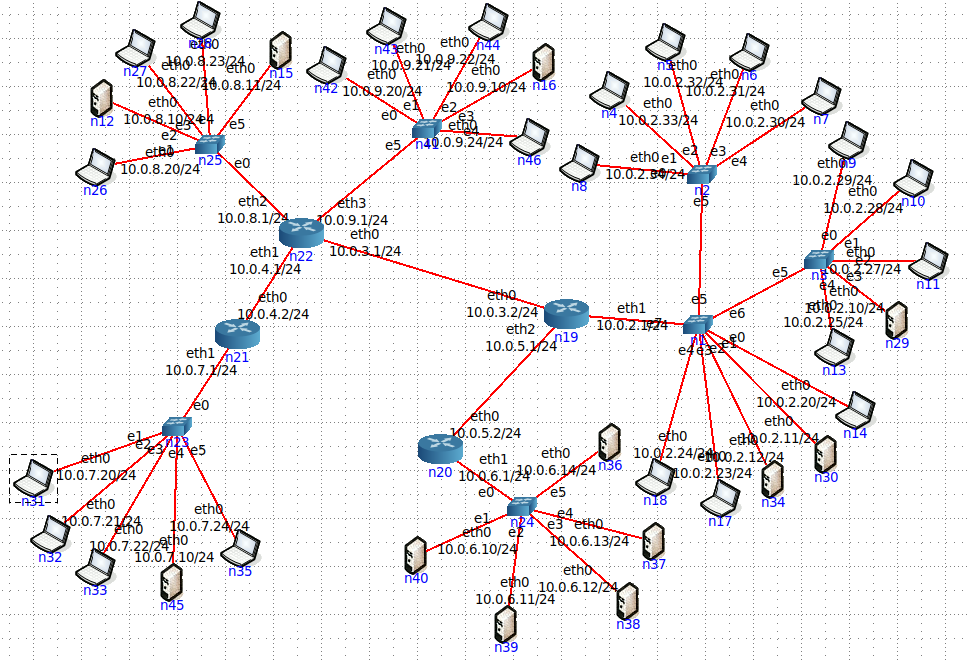 eth0
10.0.8.23/24
n27
eth0
10.0.8.22/24
eth0
10.0.8.11/24
n15
n12
eth0
10.0.8.10/24
e4
e3
e2
e5
e1
n25
eth0
10.0.8.20/24
n26
e0
n43
eth0
10.0.9.21/24
eth0
n44
10.0.9.22/24
n42
eth0
10.0.9.20/24
eth0
10.0.9.10/24
n16
e1
e0
e2
e3
n41
eth0
e4
10.0.9.24/24
n46
e5
eth2
10.0.8.1/24
eth3
10.0.9.1/24
eth0
10.0.3.1/24
n22
eth1
10.0.4.1/24
eth0
10.0.4.2/24
n21
eth1
10.0.7.1/24
e0
n23
e1
e2
e3
e4
e5
eth0
10.0.7.20/24
n31
eth0
10.0.7.21/24
n32
eth0
10.0.7.22/24
n33
eth0
10.0.7.10/24
n45
eth0
10.0.7.24/24
n35
eth0
10.0.3.2/24
eth1
10.0.2.1/24
n19
eth2
10.0.5.1/24
eth0
10.0.5.2/24
n20
eth1
10.0.6.1/24
e0
n24
e1
e2
e3
e4
e5
eth0
10.0.6.14/24
n36
eth0
10.0.6.13/24
n37
eth0
10.0.6.12/24
n38
eth0
10.0.6.11/24
n39
eth0
10.0.6.10/24
n40
eth0
10.0.2.32/24
n6
10.0.2.31/24
eth0
n4
eth0
10.0.2.33/24
eth0
10.0.2.30/24
n7
eth0
n8
e1
e2
e3
e4
n2
e5
n9
eth0
10.0.2.29/24
n10
eth0
10.0.2.28/24
eth0
10.0.2.27/24
n11
e0
e1
e2
e3
e4
e5
eth0
10.0.2.10/24
n29
eth0
10.0.2.25/24
n13
e5
e6
e7
e0
e1
e2
e3
e4
eth0
10.0.2.20/24
n14
10.0.2.11/24
n30
eth0
10.0.2.12/24
n34
eth0
10.0.2.23/24
n17
eth0
10.0.2.24/24
n18